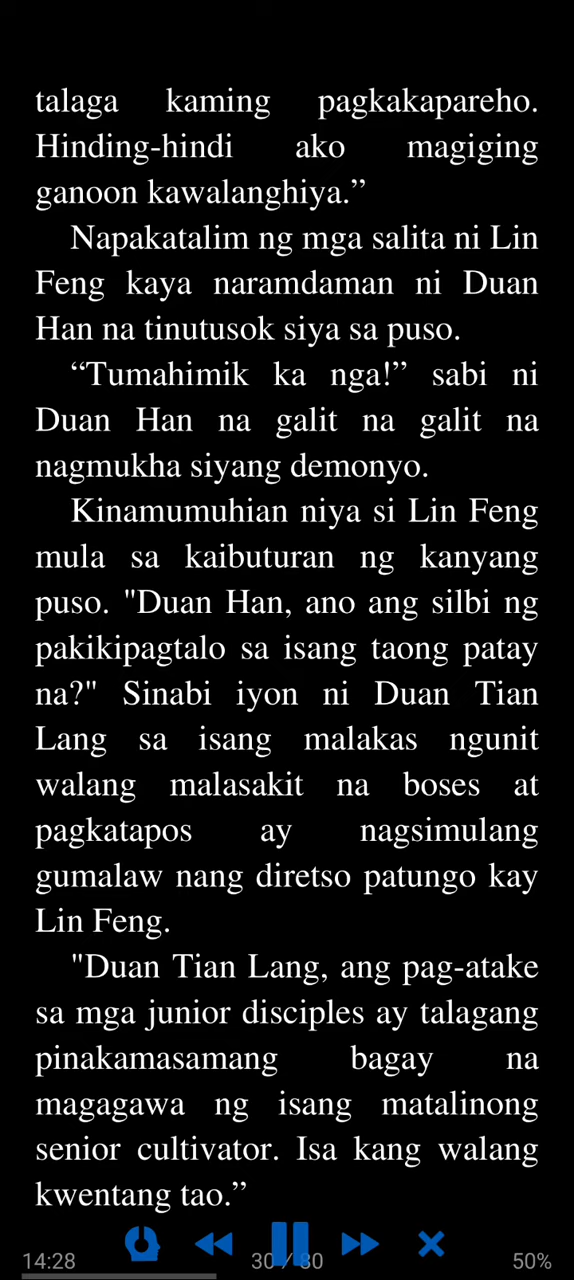 talaga kaming pagkakapareho.
Hinding-hindi ako magiging
ganoon kawalanghiya.”
Napakatalim ng mga salita ni Lin
Feng kaya naramdaman ni Duan
Han na tinutusok siya sa puso.
“Tumahimik ka nga!” sabi ni
Duan Han na galit na galit na
nagmukha siyang demonyo.
Kinamumuhian niya si Lin Feng
mula sa kaibuturan ng kanyang
puso. "Duan Han, ano ang silbi ng
pakikipagtalo sa isang taong patay
na?" Sinabi iyon ni Duan Tian
Lang sa isang malakas ngunit
walang malasakit na boses at
pagkatapos ay nagsimulang
gumalaw nang diretso patungo kay
Lin Feng.
"Duan Tian Lang, ang pag-atake
sa mga junior disciples ay talagang
pinakamasamang bagay na
magagawa ng isang matalinong
senior cultivator. Isa kang walang
kwentang tao.”
14:28 30 / 80 50%